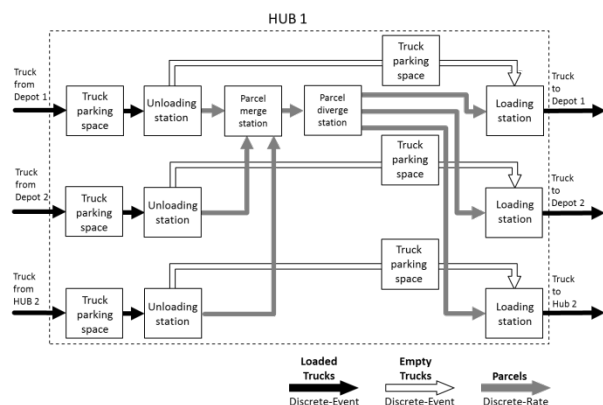 HUB 1
Truck
from
Depot 1
Truck
parking
space
Unloading
station
Parcel
merge
station
Parcel
diverge
station
Truck
parking
space
Loading
station
Truck
to
Depot 1
Truck
from
Depot 2
Truck
parking
space
Unloading
station
Truck
parking
space
Loading
station
Truck
to
Depot 2
Truck
from
HUB 2
Truck
parking
space
Unloading
station
Truck
parking
space
Loading
station
Truck
to
Hub 2
Loaded
Trucks
Discrete-Event
Empty
Trucks
Discrete-Event
Parcels
Discrete-Rate